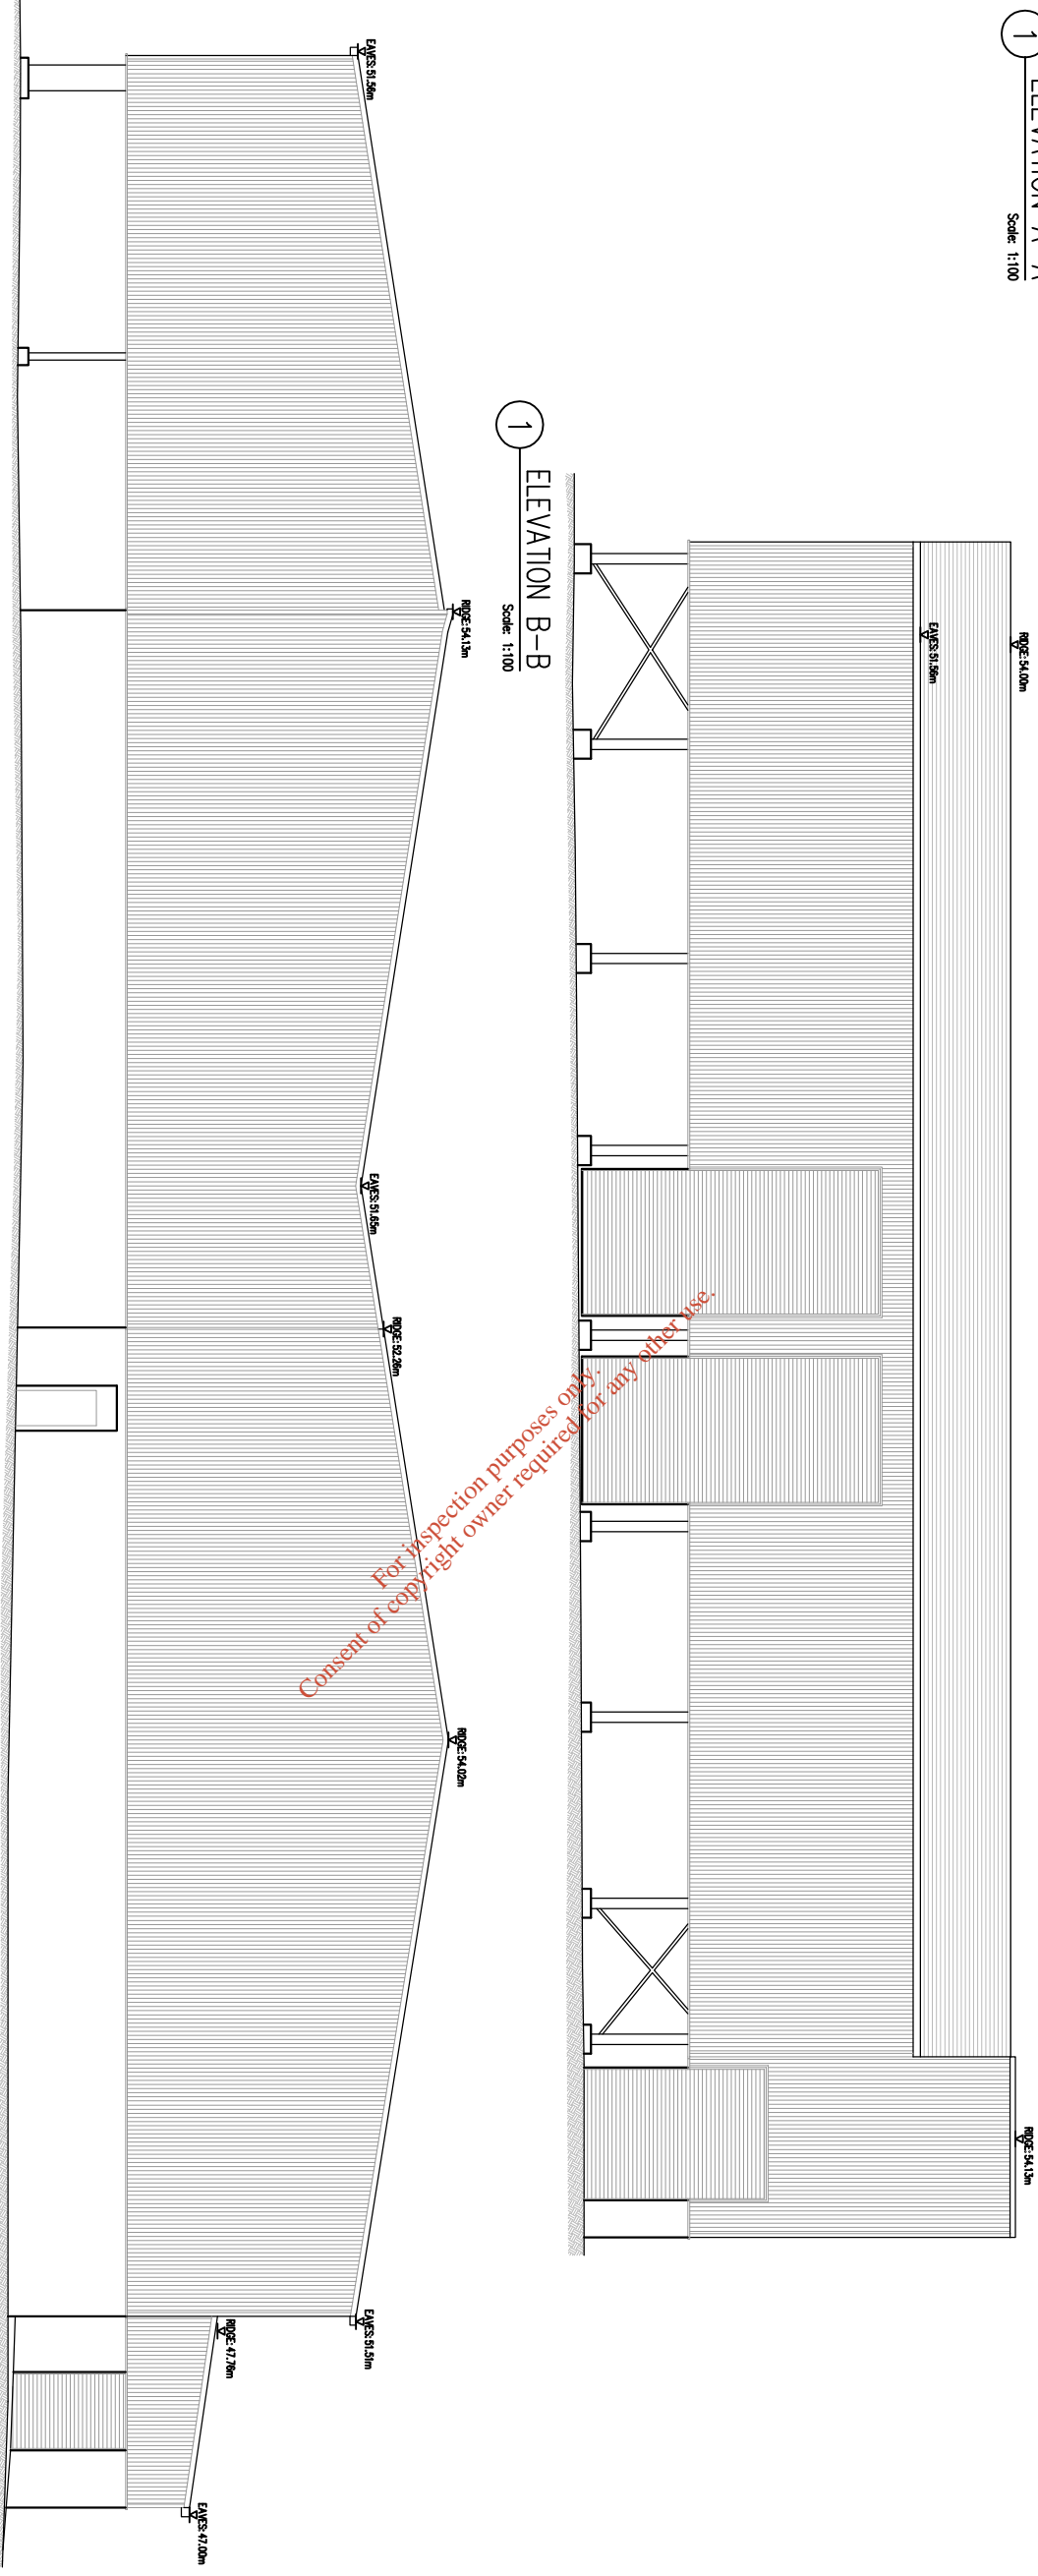 1
ELEVATION A-A
Scale: 1:100
RIDGE: 54.00m
EAVES: 51.56m
RIDGE: 54.13m
1
ELEVATION B-B
Scale: 1:100
EAVES: 51.56m
RIDGE: 54.13m
EAVES: 51.65m
RIDGE: 52.26m
RIDGE: 54.02m
EAVES: 51.51m
RIDGE: 47.76m
EAVES: 47.00m
For inspection purposes only.
Consent of copyright owner required for any other use.